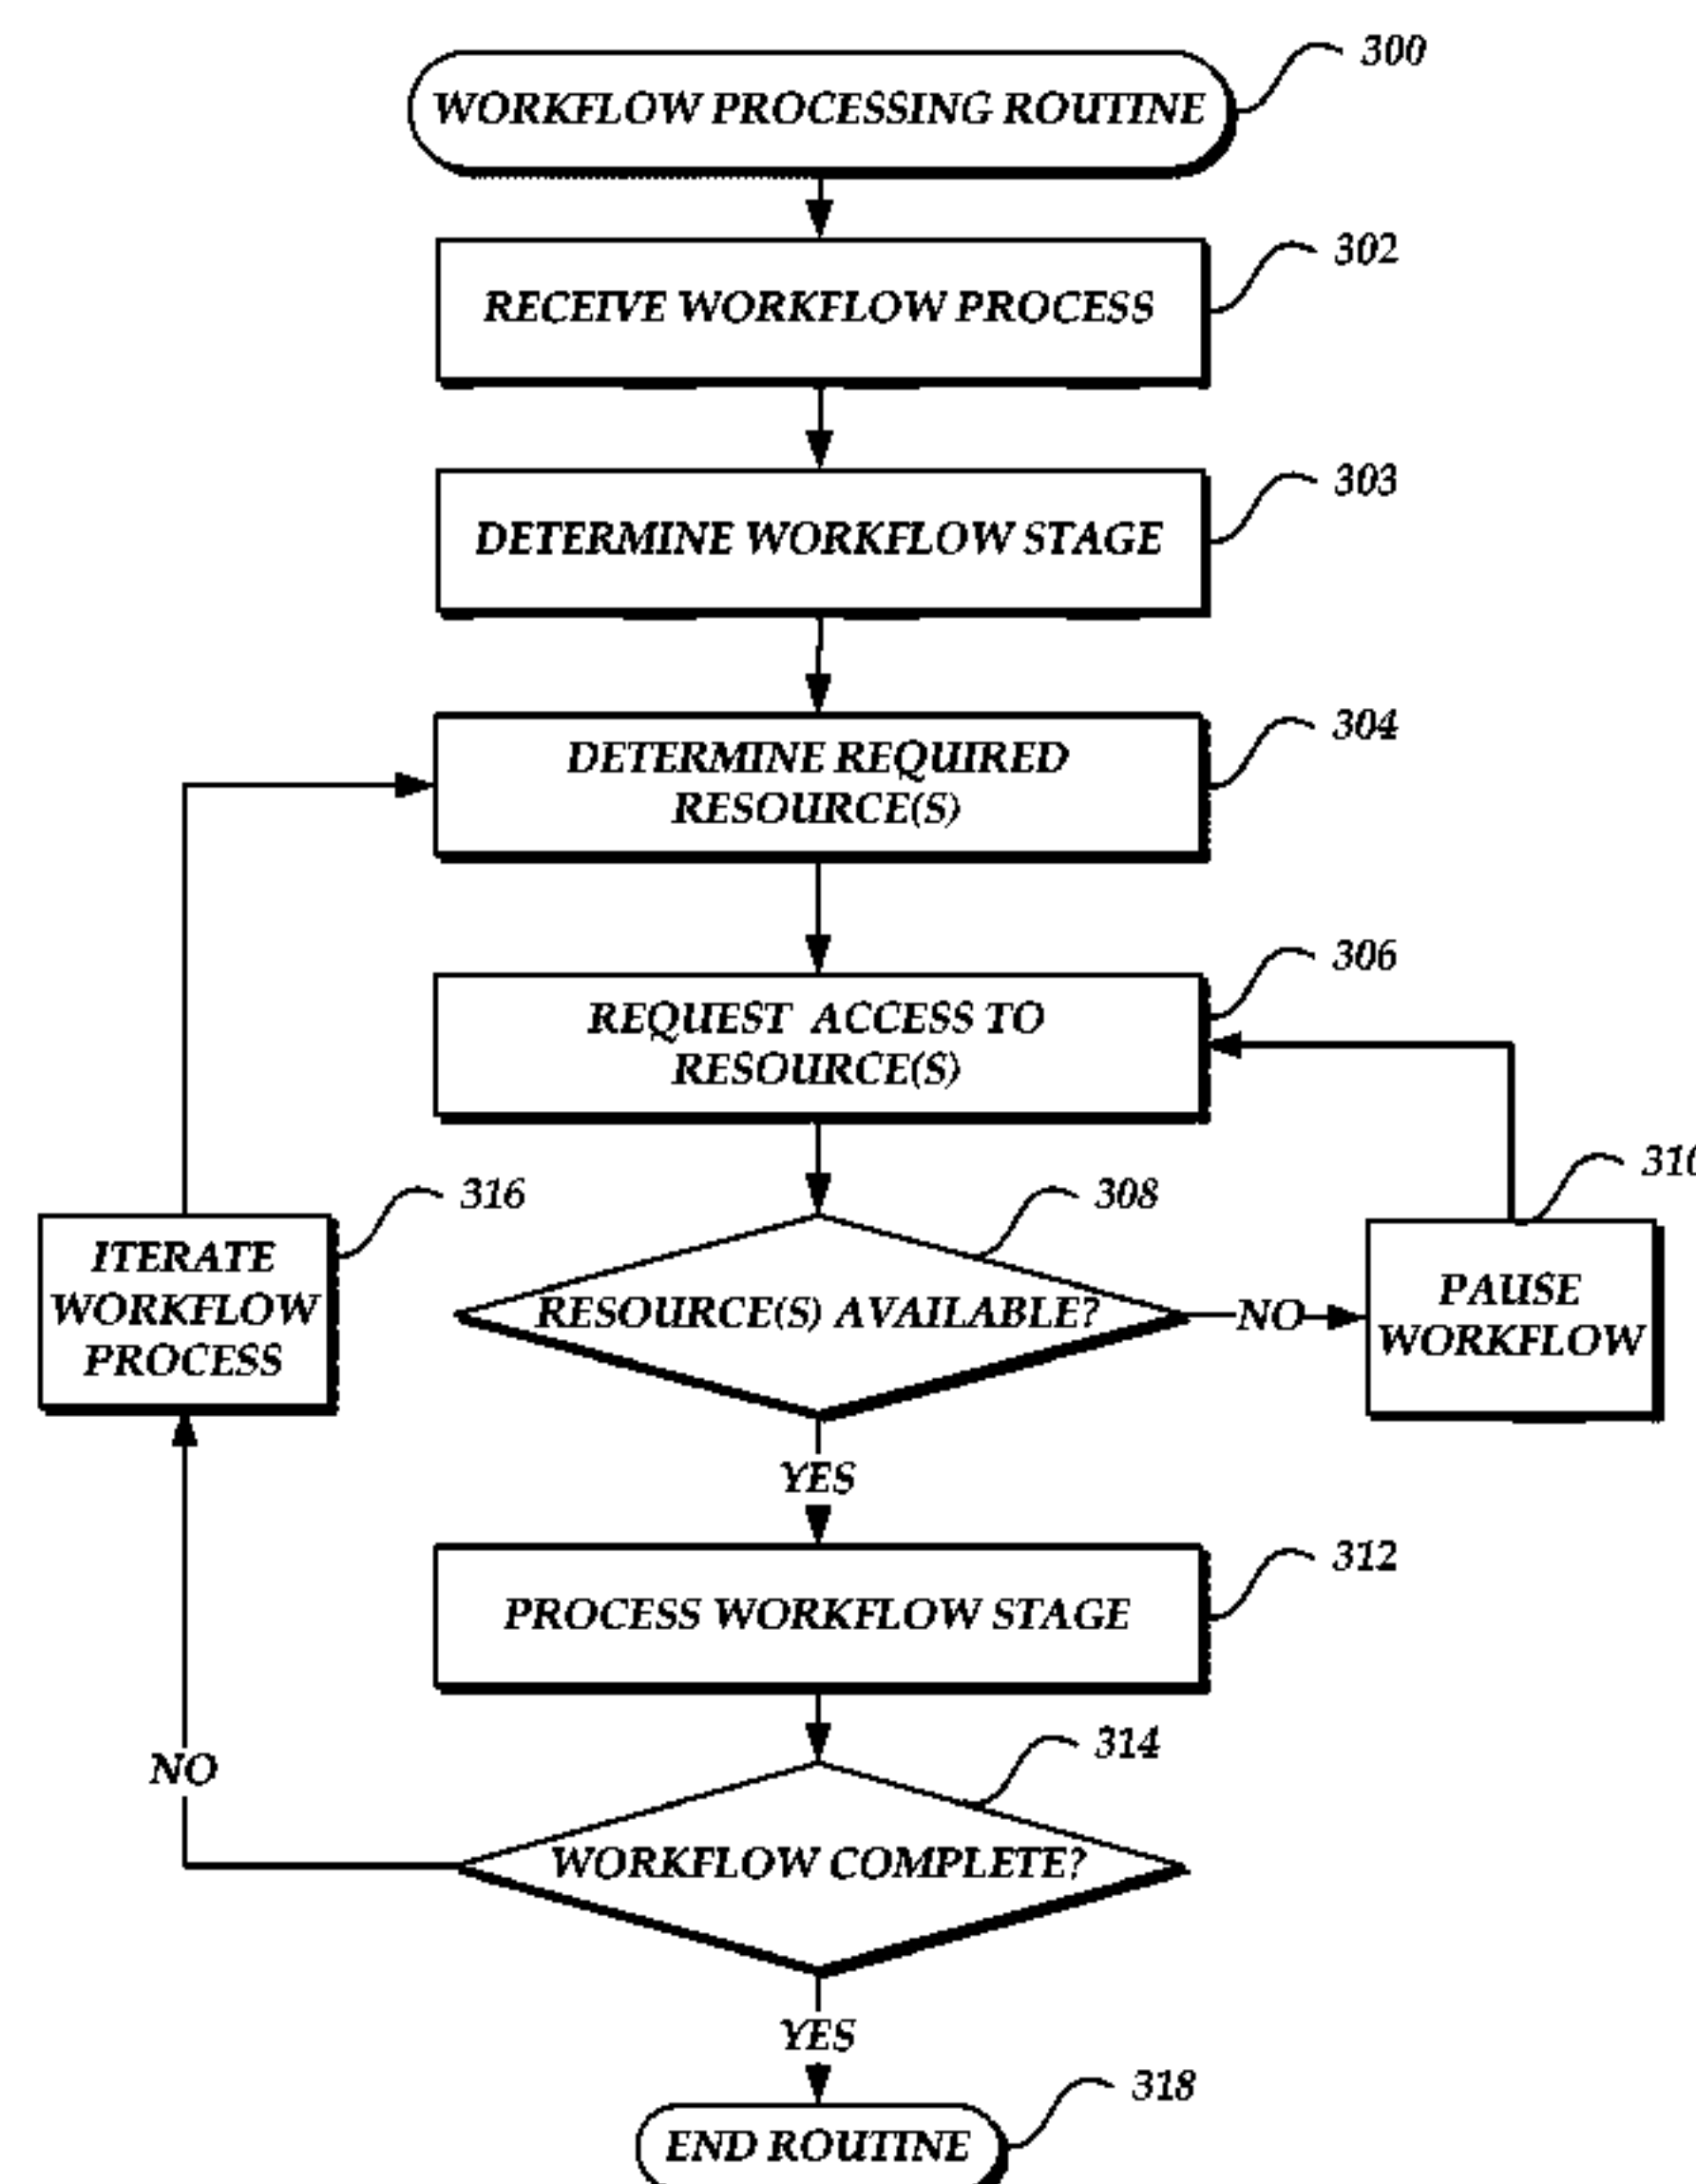 WORKFLOW PROCESSING ROUTINE
300
RECEIVE WORKFLOW PROCESS
302
DETERMINE WORKFLOW STAGE
303
DETERMINE REQUIRED
RESOURCE(S)
304
REQUEST ACCESS TO
RESOURCE(S)
306
RESOURCE(S) AVAILABLE?
308
NO
PAUSE
WORKFLOW
310
YES
PROCESS WORKFLOW STAGE
312
WORKFLOW COMPLETE?
314
NO
ITERATE
WORKFLOW
PROCESS
316
YES
END ROUTINE
318